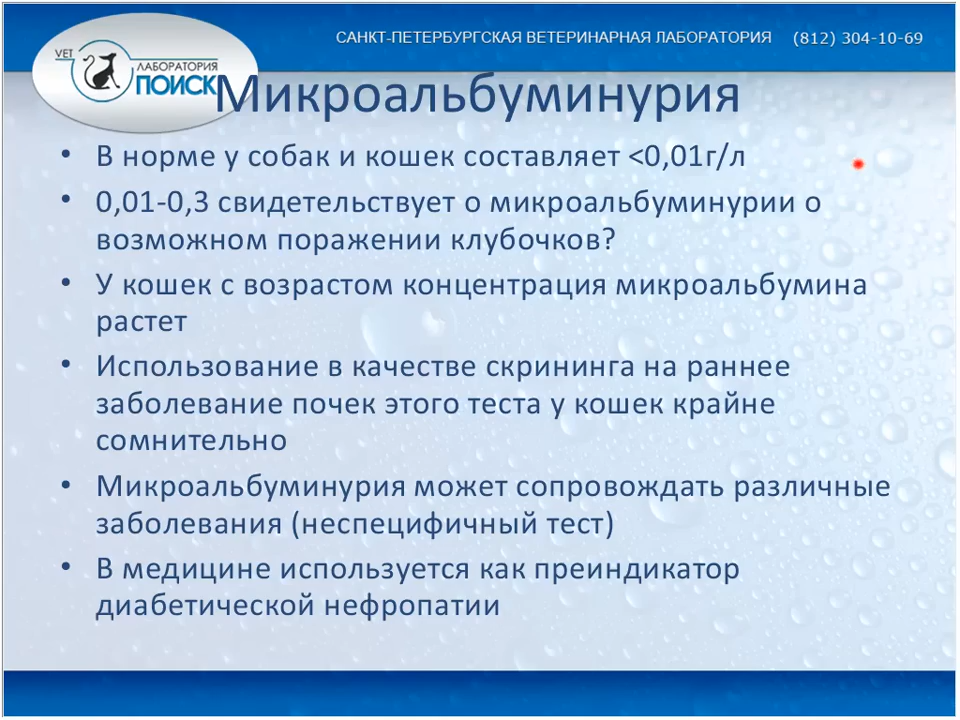 САНКТ-ПЕТЕРБУРГСКАЯ ВЕТЕРИНАРНАЯ ЛАБОРАТОРИЯ (812) 304-10-69
VET
ЛАБОРАТОРИЯ
ПОИСК
Микроальбуминурия
• В норме у собак и кошек составляет <0,01г/л
• 0,01-0,3 свидетельствует о микроальбуминурии о
возможном поражении клубочков?
• У кошек с возрастом концентрация микроальбумина
растет
• Использование в качестве скрининга на раннее
заболевание почек этого теста у кошек крайне
сомнительно
• Микроальбуминурия может сопровождать различные
заболевания (неспецифичный тест)
• В медицине используется как преиндикатор
диабетической нефропатии